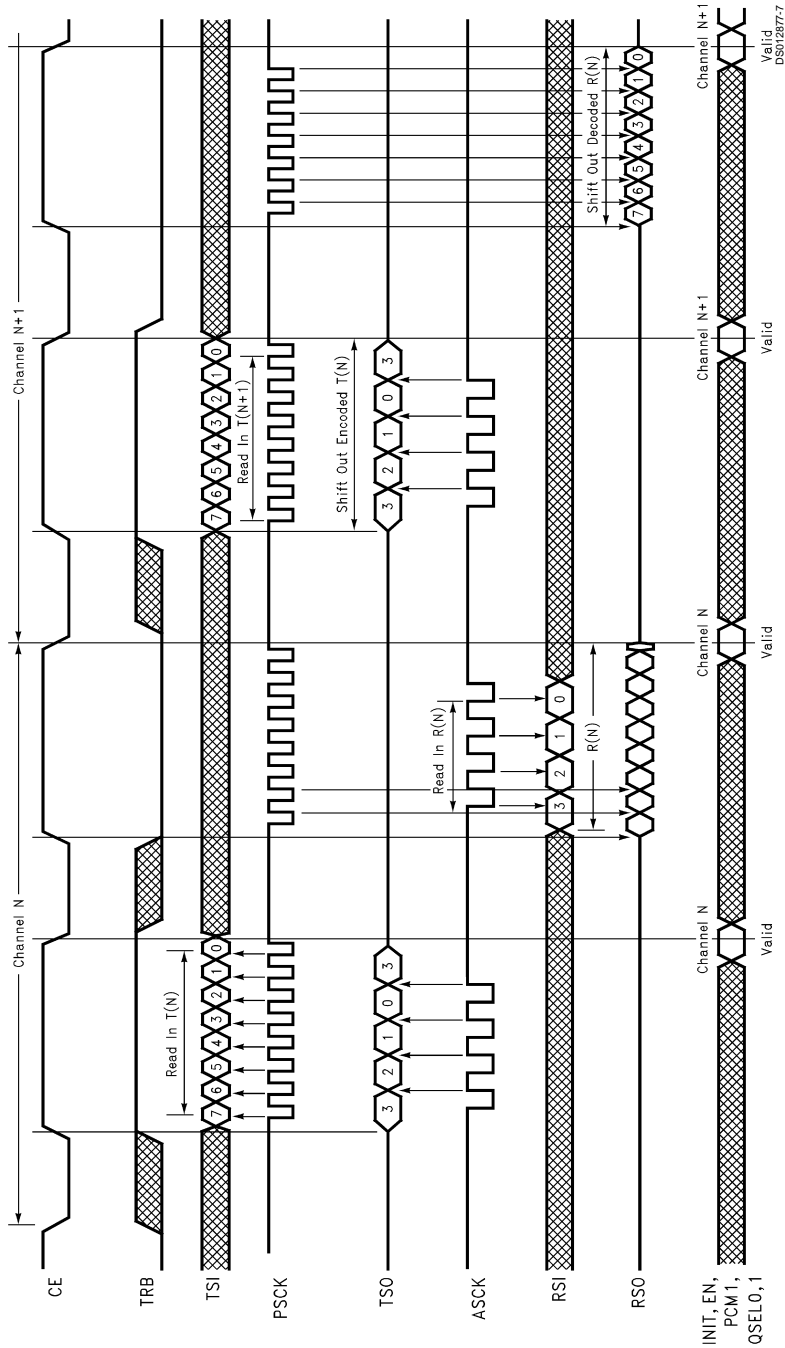 Channel N
Channel N+1
CE
TRB
TSI
7 6 5 4 3 2 1 0
Read In T(N)
7 6 5 4 3 2 1 0
Read In T(N+1)
PSCK
TSO
3 2 1 0 3
3 2 1 0 3
Shift Out Encoded T(N)
ASCK
Read In R(N)
RSI
3 2 1 0
R(N)
Shift Out Decoded R(N)
RSO
7 6 5 4 3 2 1 0
INIT, EN,
PCM1,
QSEL0,1
Channel N
Valid
Channel N
Valid
Channel N+1
Valid
Channel N+1
Valid
DS012877-7